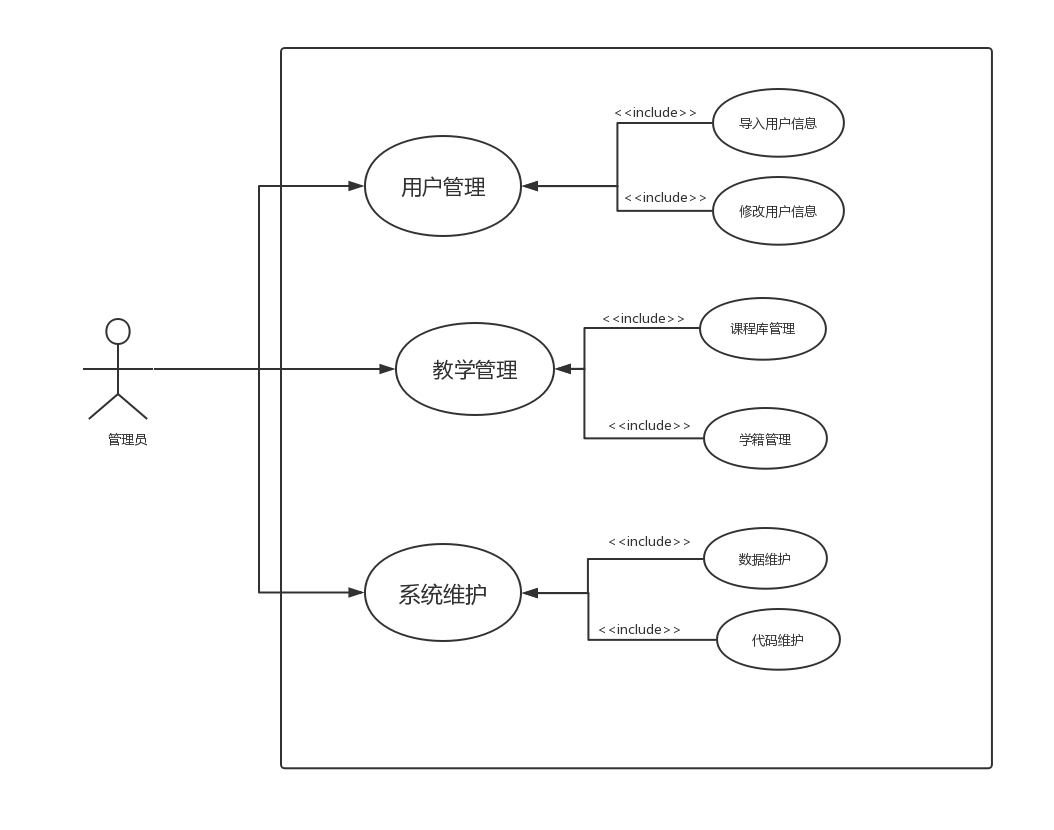 <<include>>
导入用户信息
用户管理
<<include>>
修改用户信息
<<include>>
课程库管理
教学管理
<<include>>
学籍管理
管理员
<<include>>
数据维护
系统维护
<<include>>
代码维护